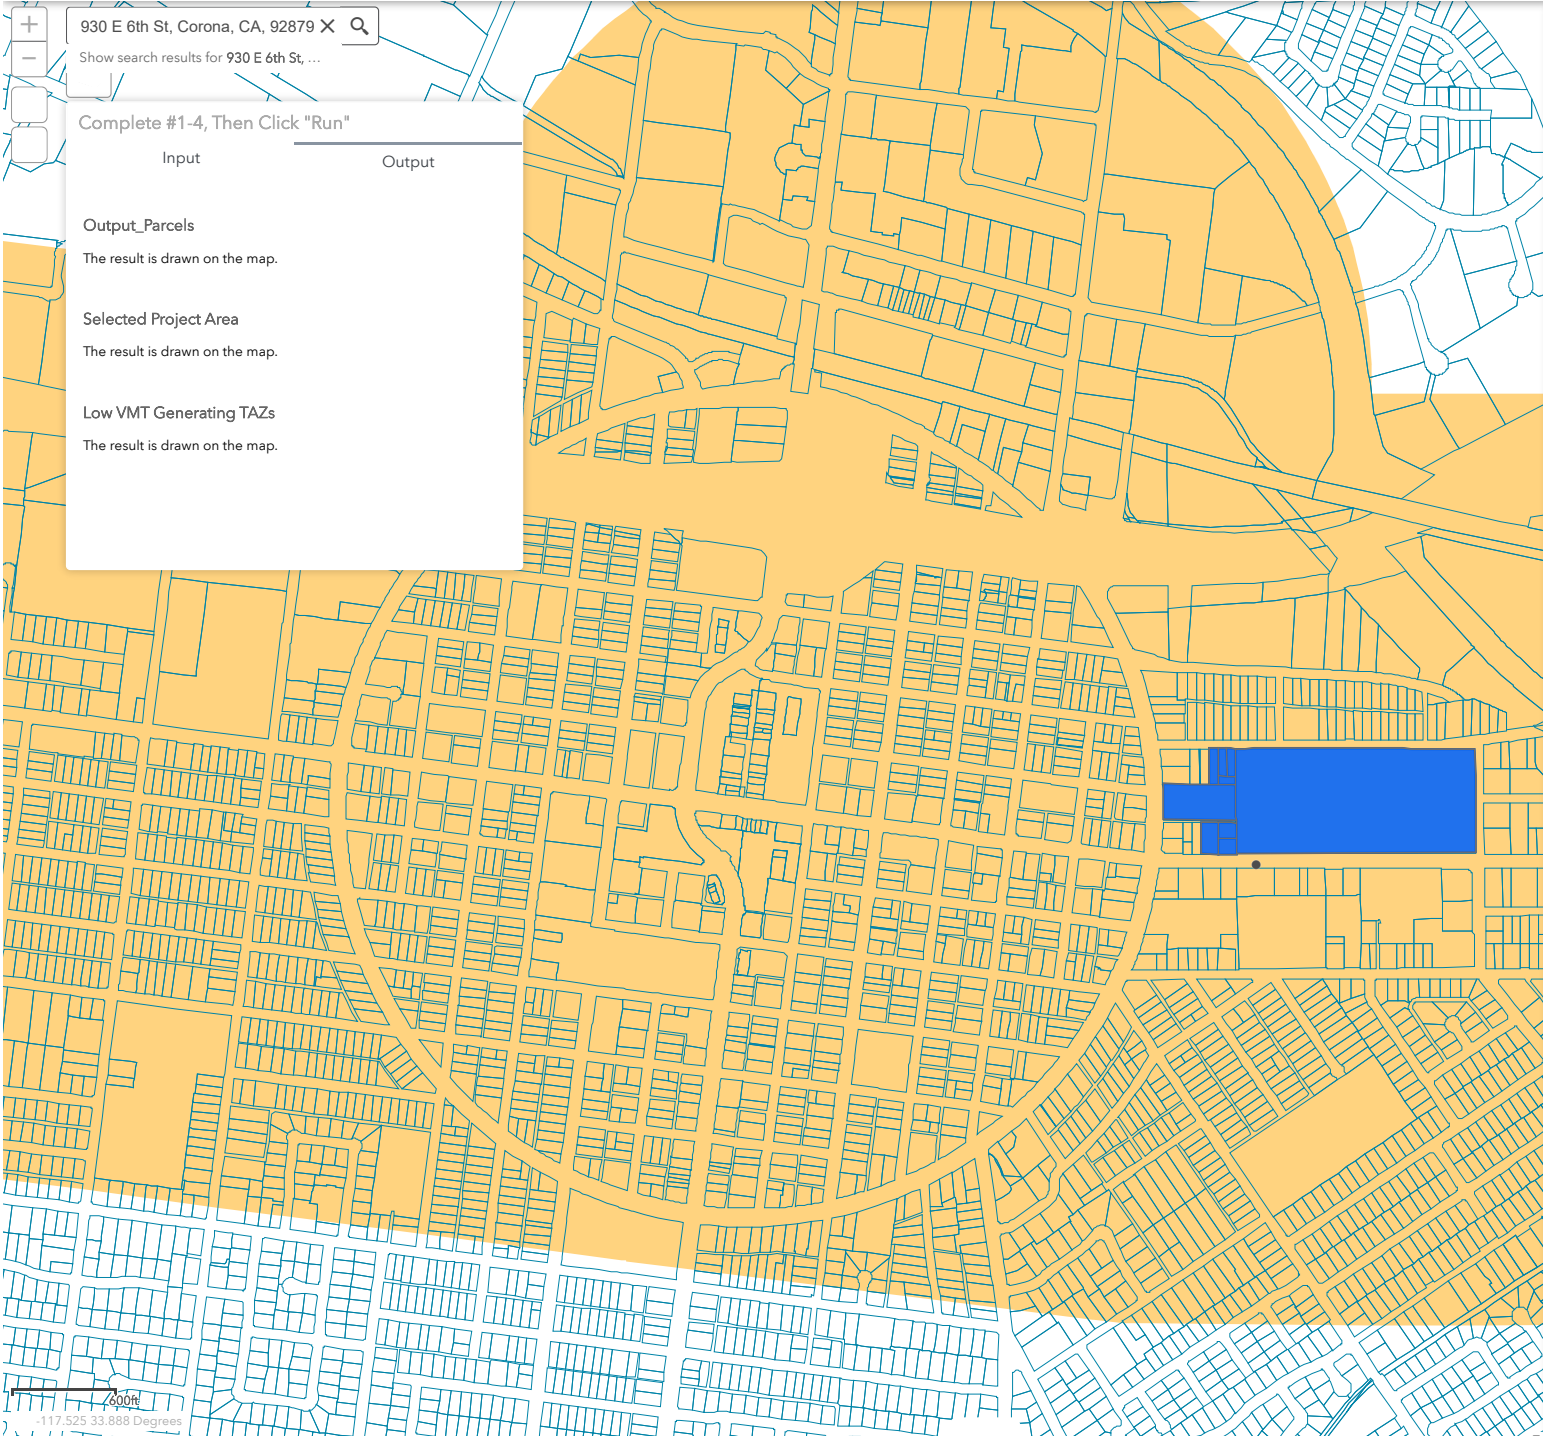 +
930 E 6th St, Corona, CA, 92879
−
Show search results for 930 E 6th St, …
Complete #1-4, Then Click "Run"
Input
Output
Output_Parcels
The result is drawn on the map.
Selected Project Area
The result is drawn on the map.
Low VMT Generating TAZs
The result is drawn on the map.
600ft
-117.525 33.888 Degrees